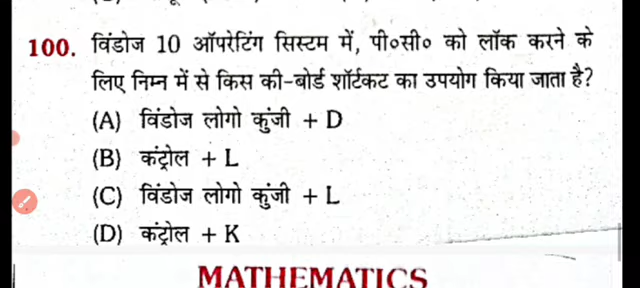 100. विंडोज 10 ऑपरेटिंग सिस्टम में, पी०सी० को लॉक करने के
लिए निम्न में से किस की-बोर्ड शॉर्टकट का उपयोग किया जाता है?
(A) विंडोज लोगो कुंजी + D
(B) कंट्रोल + L
(C) विंडोज लोगो कुंजी + L
(D) कंट्रोल + K
MATHEMATICS